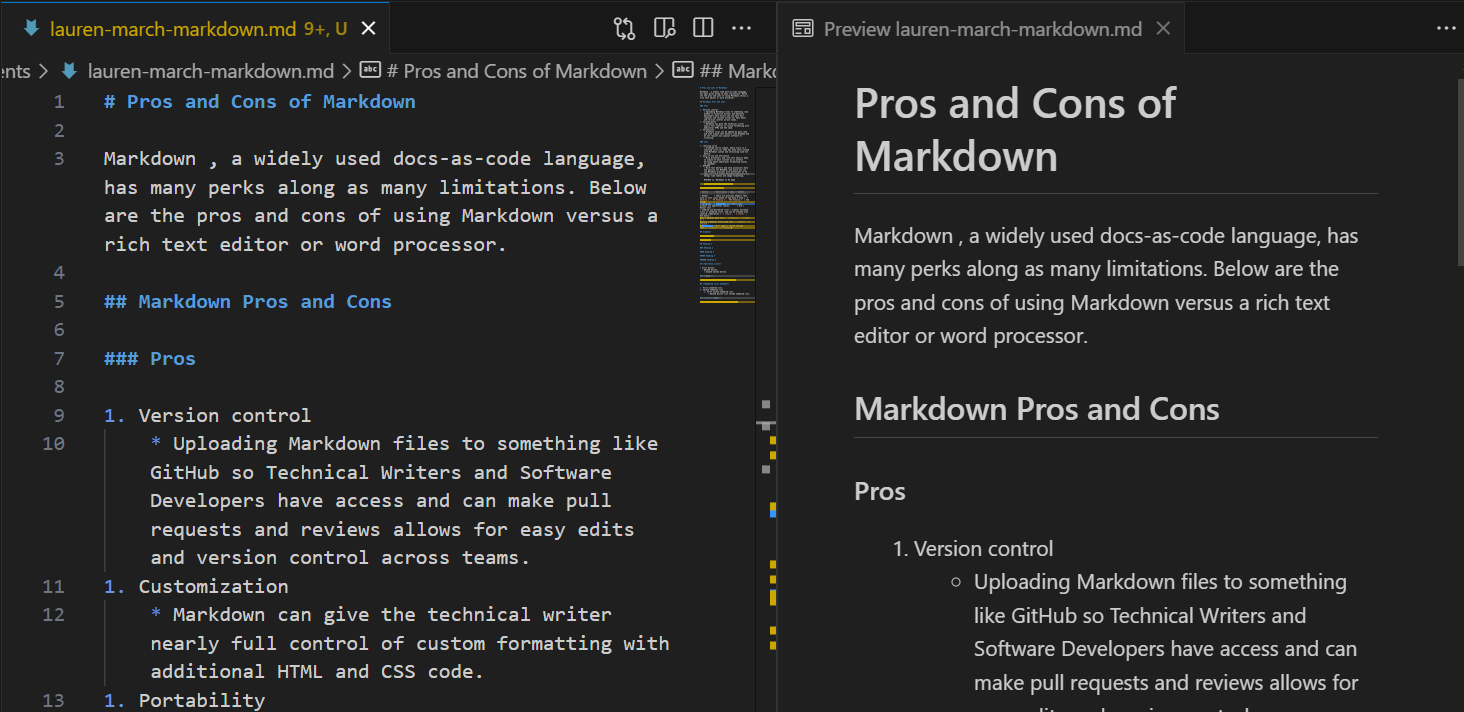 lauren-march-markdown.md 9+, U
nts > lauren-march-markdown.md > # Pros and Cons of Markdown > ##
1 # Pros and Cons of Markdown
2
3 Markdown , a widely used docs-as-code language,
has many perks along as many limitations. Below
are the pros and cons of using Markdown versus a
rich text editor or word processor.
4
5 ## Markdown Pros and Cons
6
7 ### Pros
8
9 1. Version control
10 * Uploading Markdown files to something like
GitHub so Technical Writers and Software
Developers have access and can make pull
requests and reviews allows for easy edits
and version control across teams.
11 1. Customization
12 * Markdown can give the technical writer
nearly full control of custom formatting with
additional HTML and CSS code.
13 1. Portability
Preview lauren-march-markdown.md
Pros and Cons of
Markdown
Markdown , a widely used docs-as-code language, has
many perks along as many limitations. Below are the
pros and cons of using Markdown versus a rich text
editor or word processor.
Markdown Pros and Cons
Pros
1. Version control
Uploading Markdown files to something
like GitHub so Technical Writers and
Software Developers have access and can
make pull requests and reviews allows for